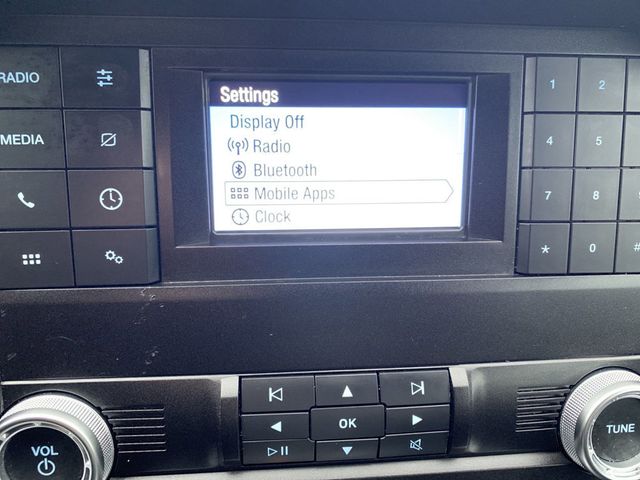 Settings
Display Off
Radio
Bluetooth
Mobile Apps
Clock
RADIO
MEDIA
1 2
4 5
7 8
* 0 #
OK
VOL
TUNE